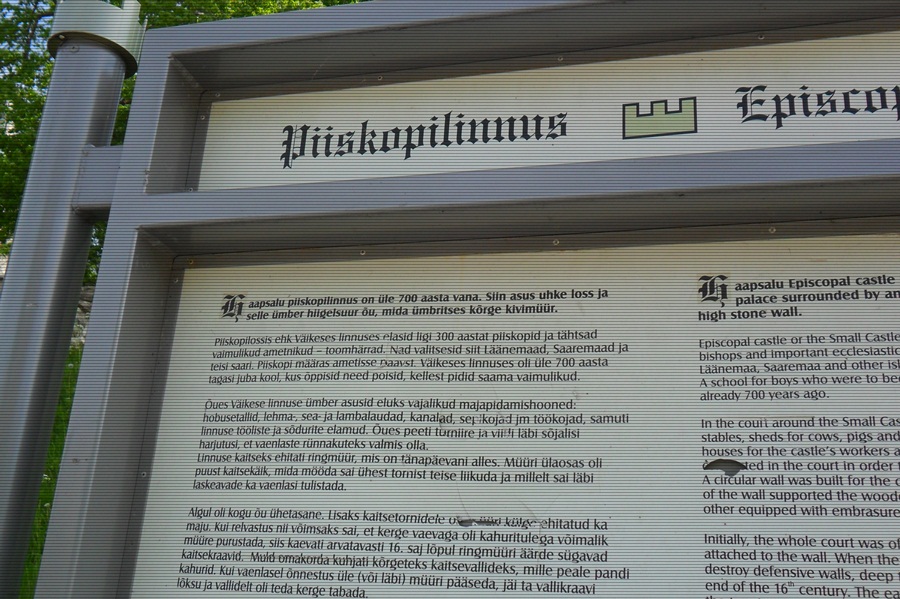 Piiskopilinnus
Episcop
Haapsalu piiskopilinnus on üle 700 aasta vana. Siin asus uhke loss ja
selle ümber hiigelsuur õu, mida ümbritses kõrge kivimüür.
Piiskopilossis ehk Väikeses linnuses elasid ligi 300 aastat piiskopid ja tähtsad
vaimulikud ametnikud – toomhärrad. Nad valitsesid siit Läänemaad, Saaremaad ja
teisi saari. Piiskopi määras ametisse paavst. Väikeses linnuses oli üle 700 aasta
tagasi juba kool, kus õppisid need poisid, kellest pidid saama vaimulikud.
Õues Väikese linnuse ümber asusid eluks vajalikud majapidamishooned:
hobusetallid, lehma-, sea- ja lambalaudad, kanalad, sepikojad jm töökojad, samuti
linnuse tööliste ja sõdurite elamud. Õues peeti turniire ja viidi läbi sõjalisi
harjutusi, et vaenlaste rünnakuteks valmis olla.
Linnuse kaitseks ehitati ringmüür, mis on tänapäevani alles. Müüri ülaosas oli
puust kaitsekäik, mida mööda sai ühest tornist teise liikuda ja millelt sai läbi
laskeavade ka vaenlasi tulistada.
Algul oli kogu õu ühetasane. Lisaks kaitsetornidele müüri külge ehitatud ka
maju. Kui relvastus nii võimsaks sai, et kerge vaevaga oli kahuritulega võimalik
müüre purustada, siis kaevati arvatavasti 16. saj lõpul ringmüüri äärde sügavad
kaitsekraavid. Muld omakorda kuhjati kõrgeteks kaitsevallideks, mille peale pandi
kahurid. Kui vaenlasel õnnestus üle (või läbi) müüri pääseda, jäi ta vallikraavi
lõksu ja vallidelt oli teda kerge tabada.
Haapsalu Episcopal castle
palace surrounded by an
high stone wall.
Episcopal castle or the Small Castle
bishops and important ecclesiastic
Läänemaa, Saaremaa and other isl
A school for boys who were to bec
already 700 years ago.
In the court around the Small Cas
stables, sheds for cows, pigs and
houses for the castle's workers a
ted in the court in order t
A circular wall was built for the d
of the wall supported the woode
other equipped with embrasure
Initially, the whole court was of
attached to the wall. When the
destroy defensive walls, deep
end of the 16th century. The ea